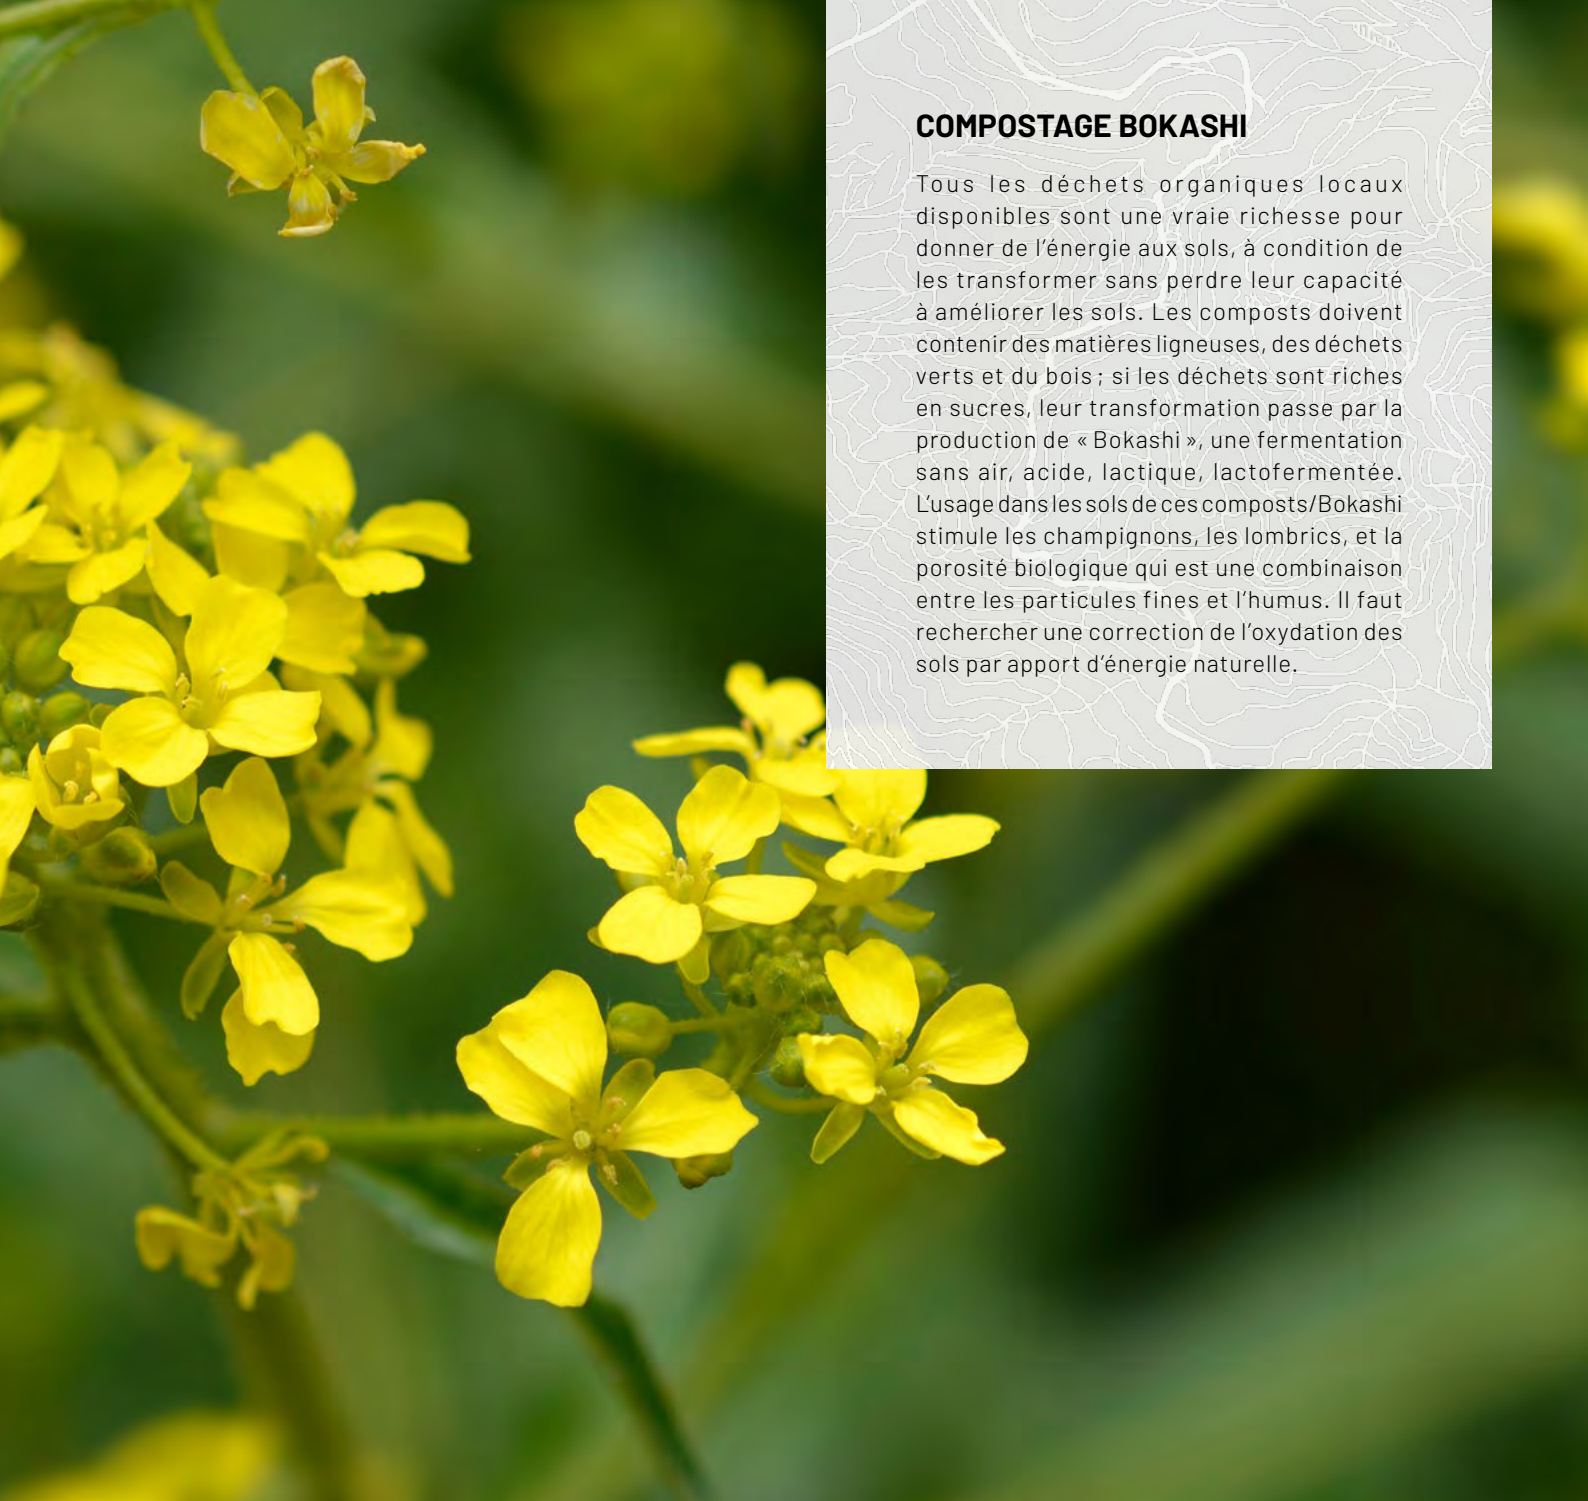 COMPOSTAGE BOKASHI
Tous les déchets organiques locaux
disponibles sont une vraie richesse pour
donner de l’énergie aux sols, à condition de
les transformer sans perdre leur capacité
à améliorer les sols. Les composts doivent
contenir des matières ligneuses, des déchets
verts et du bois ; si les déchets sont riches
en sucres, leur transformation passe par la
production de « Bokashi », une fermentation
sans air, acide, lactique, lactofermentée.
L’usage dans les sols de ces composts/Bokashi
stimule les champignons, les lombrics, et la
porosité biologique qui est une combinaison
entre les particules fines et l’humus. Il faut
rechercher une correction de l’oxydation des
sols par apport d’énergie naturelle.